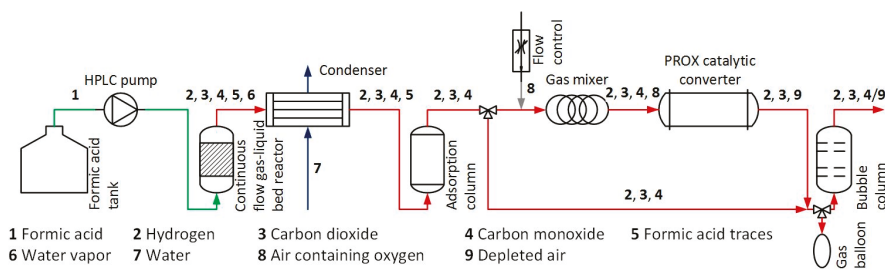 HPLC pump
1
Formic acid
tank
2, 3, 4, 5, 6
Continuous
flow gas-liquid
bed reactor
Condenser
7
2, 3, 4, 5
2, 3, 4
Adsorption
column
Flow
control
8
Gas mixer
2, 3, 4, 8
PROX catalytic
converter
2, 3, 9
2, 3, 4
2, 3, 4/9
Bubble
column
Gas
balloon
1 Formic acid 2 Hydrogen 3 Carbon dioxide 4 Carbon monoxide 5 Formic acid traces
6 Water vapor 7 Water 8 Air containing oxygen 9 Depleted air